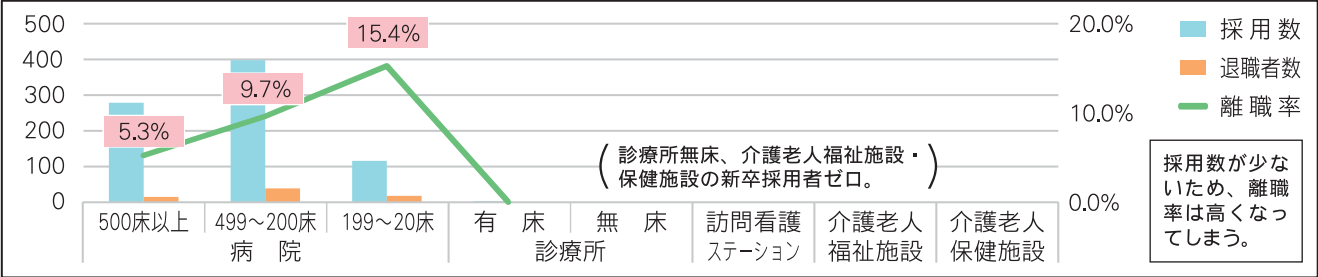 500
400
300
200
100
0
5.3%
9.7%
15.4%
20.0%
10.0%
0.0%
採用数
退職者数
離職率
(診療所無床、介護老人福祉施設・
保健施設の新卒採用者ゼロ。)
採用数が少な
いため、離職
率は高くなっ
てしまう。
500床以上 499～200床 199～20床 有床 無床 訪問看護 介護老人 介護老人
病院 診療所 ステーション 福祉施設 保健施設